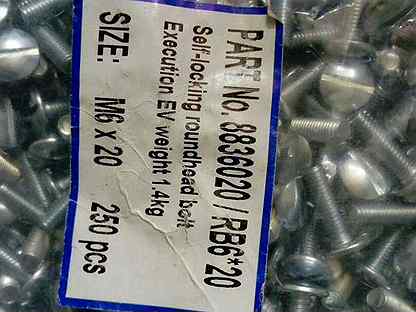 PART No. 8836020 / RB6*20
Self-locking roundhead bolt
Execution EV weight 1.4kg
SIZE: M6 X 20 250 pcs